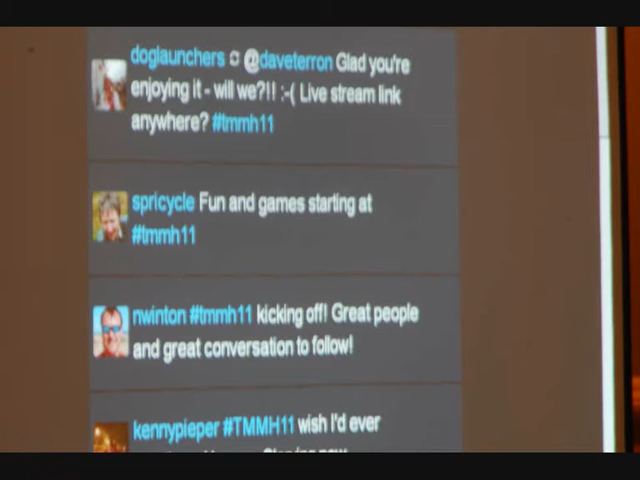 doglaunchers @daveterron Glad you're
enjoying it - will we?!! :-( Live stream link
anywhere? #tmmh11
spricycle Fun and games starting at
#tmmh11
nwinton #tmmh11 kicking off! Great people
and great conversation to follow!
kennypieper #TMMH11 wish I'd ever